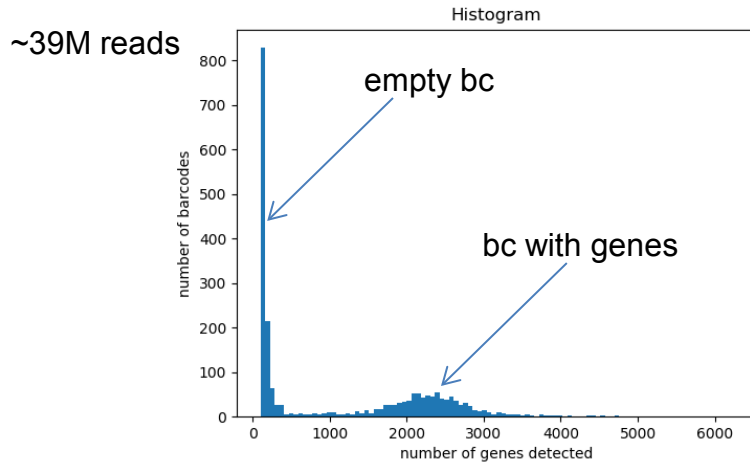 Histogram
~39M reads
empty bc
bc with genes
number of barcodes
800
700
600
500
400
300
200
100
0
0 1000 2000 3000 4000 5000 6000
number of genes detected